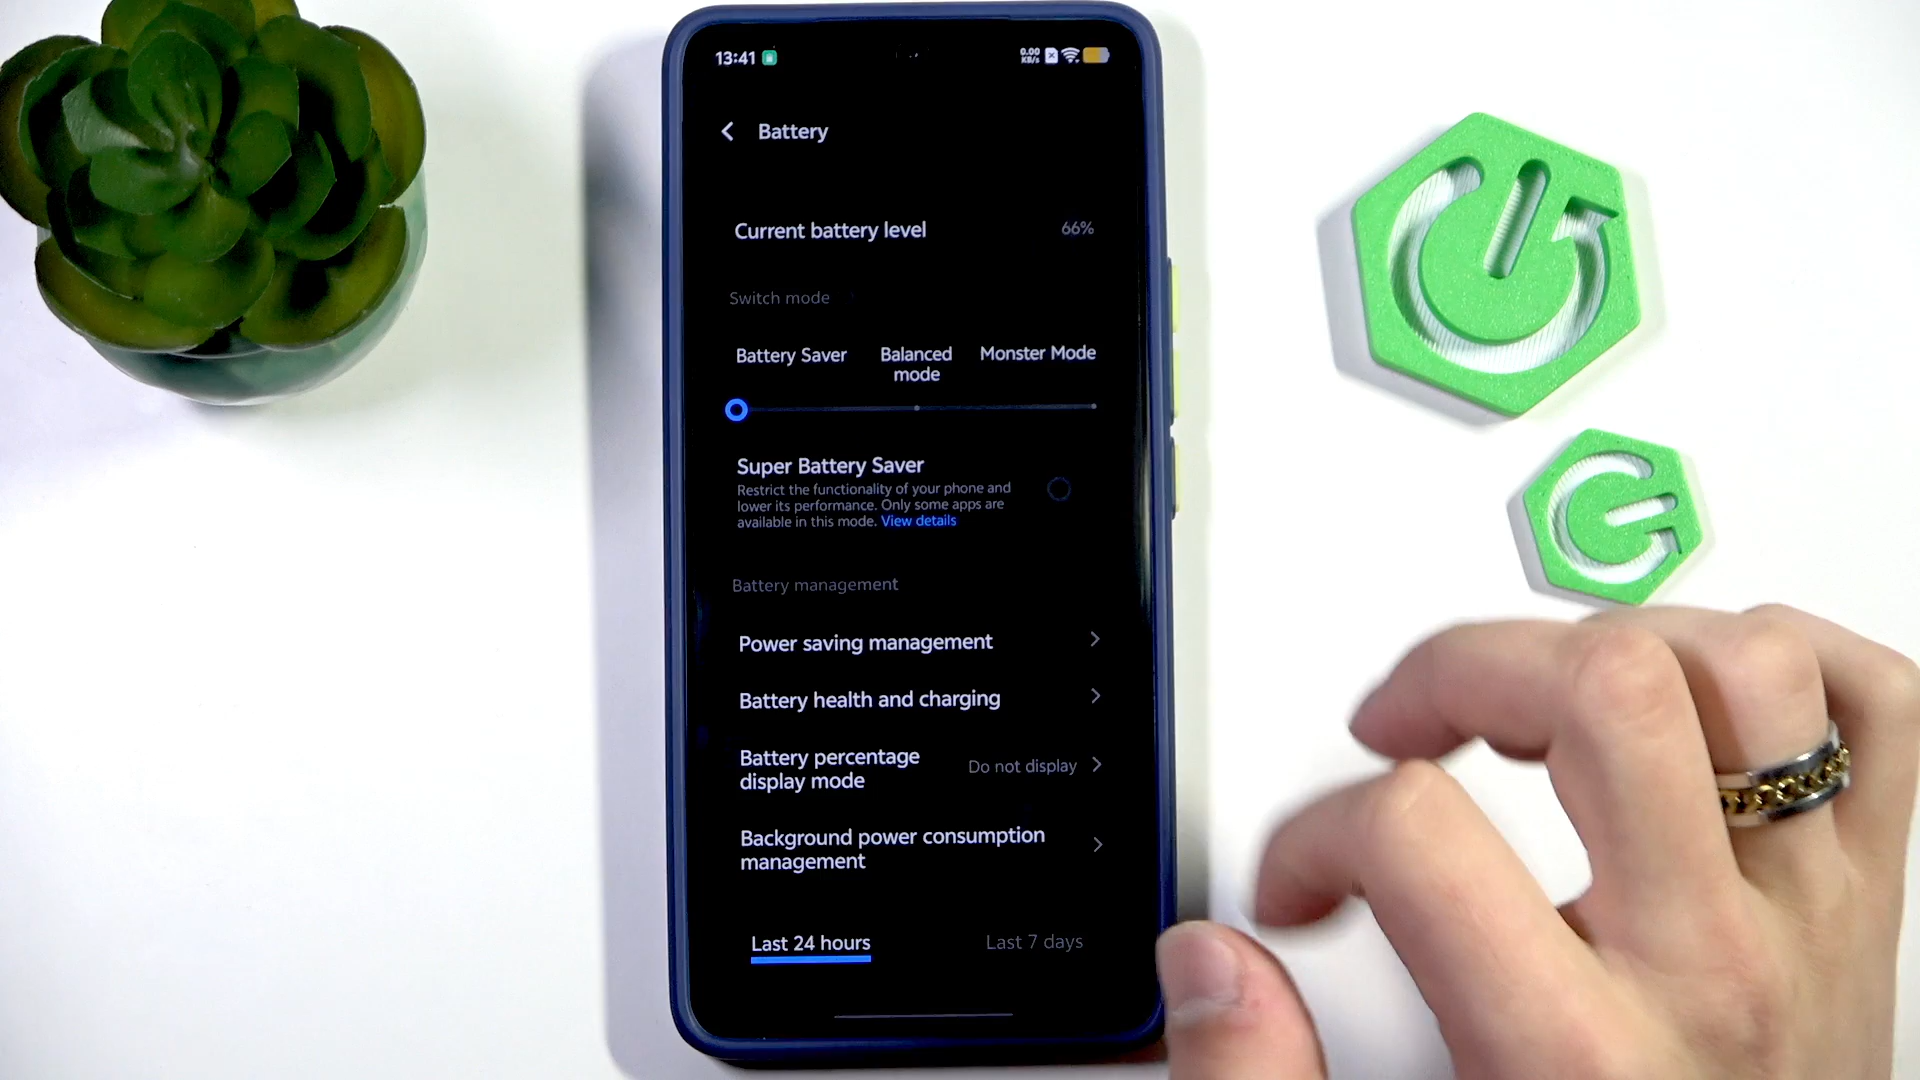 13:41
0.00
KB/s
Battery
Current battery level 66%
Switch mode
Battery Saver Balanced mode Monster Mode
Super Battery Saver
Restrict the functionality of your phone and
lower its performance. Only some apps are
available in this mode. View details
Battery management
Power saving management
Battery health and charging
Battery percentage
display mode Do not display
Background power consumption
management
Last 24 hours Last 7 days